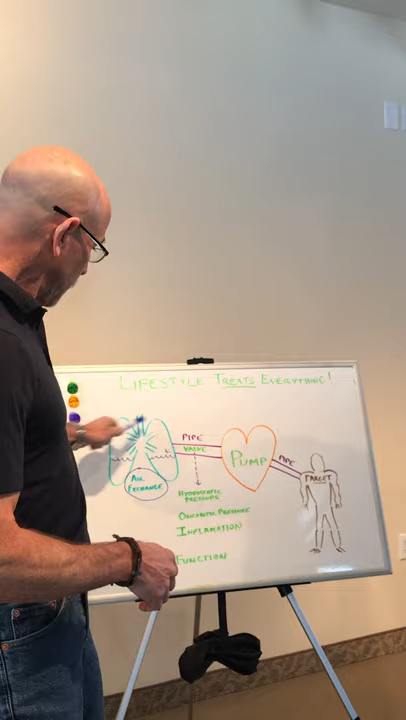 LIFESTYLE TREATS EVERYTHING!
PIPE
VALVE
PUMP
PIPE
TARGET
AIR
EXCHANGE
HYDROSTATIC
PRESSURE
ONCOTIC PRESSURE
INFLAMATION
FUNCTION